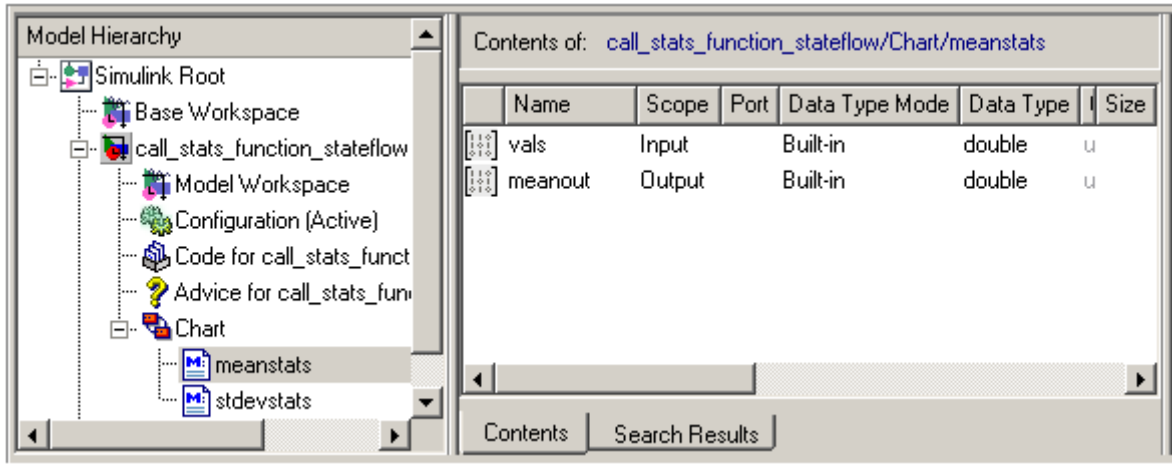 Model Hierarchy
Simulink Root
Base Workspace
call_stats_function_stateflow
Model Workspace
Configuration (Active)
Code for call_stats_funct
Advice for call_stats_fun
Chart
meanstats
stdevstats
Contents of: call_stats_function_stateflow/Chart/meanstats
Name Scope Port Data Type Mode Data Type Size
vals Input Built-in double u
meanout Output Built-in double u
Contents Search Results